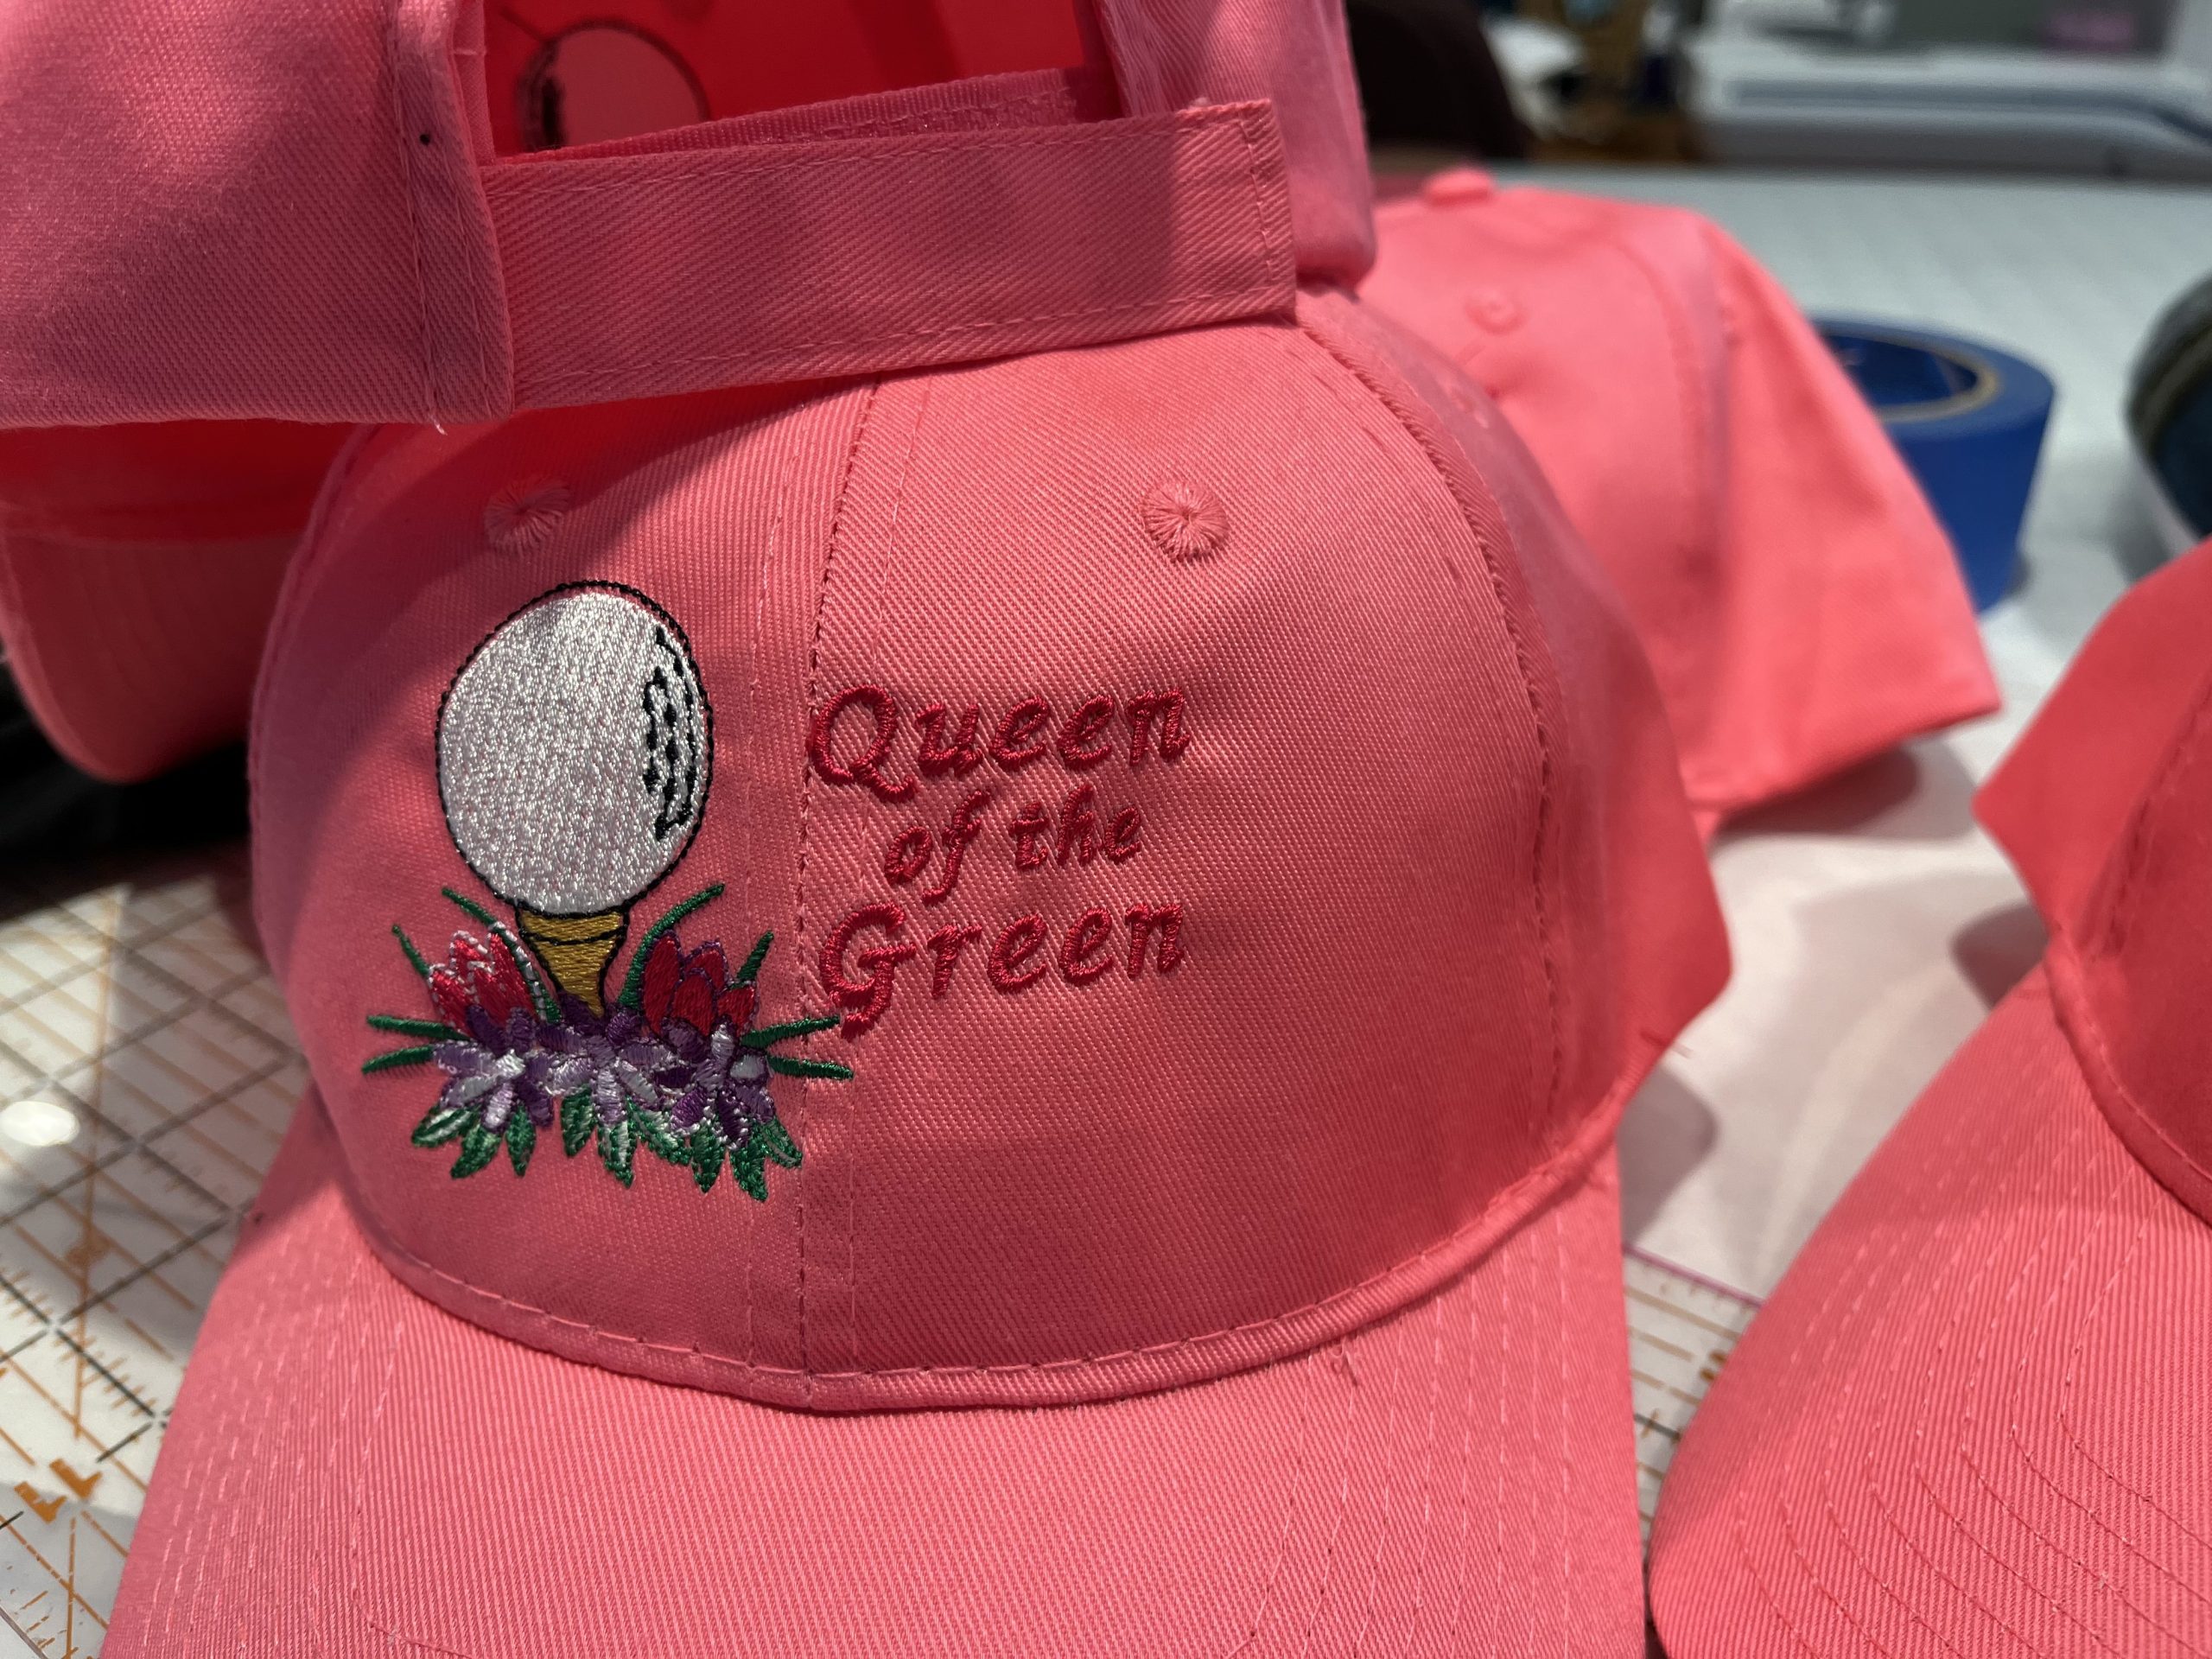 Queen
of the
Green